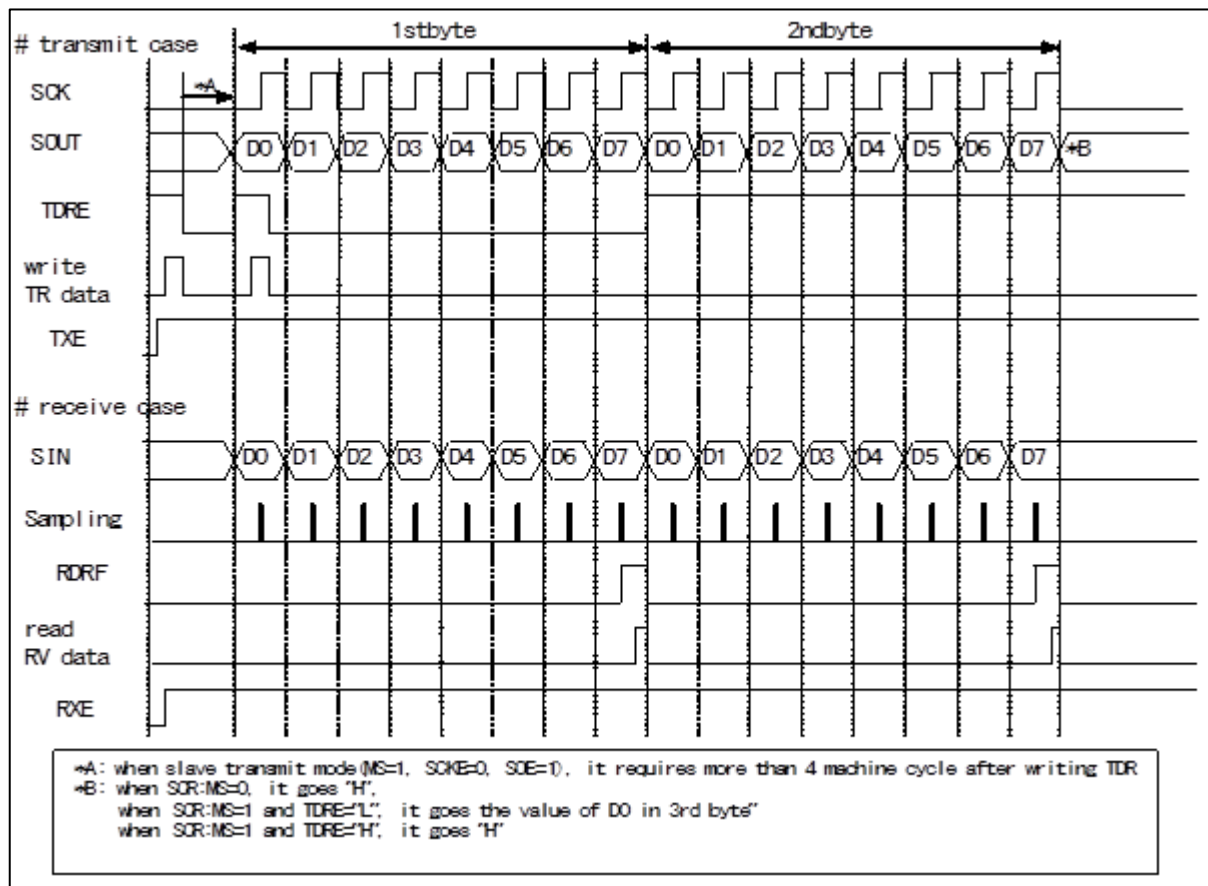 1stbyte 2ndbyte
# transmit case
*A
SCK
SOUT D0 D1 D2 D3 D4 D5 D6 D7 D0 D1 D2 D3 D4 D5 D6 D7 *B
TDRE
write
TR data
TXE
# receive case
SIN D0 D1 D2 D3 D4 D5 D6 D7 D0 D1 D2 D3 D4 D5 D6 D7
Sampling
RDRF
read
RV data
RXE
*A: when slave transmit mode(MS=1, SCKE=0, SOE=1), it requires more than 4 machine cycle after writing TDR
*B: when SCR:MS=0, it goes "H",
when SCR:MS=1 and TDRE="L", it goes the value of D0 in 3rd byte"
when SCR:MS=1 and TDRE="H", it goes "H"